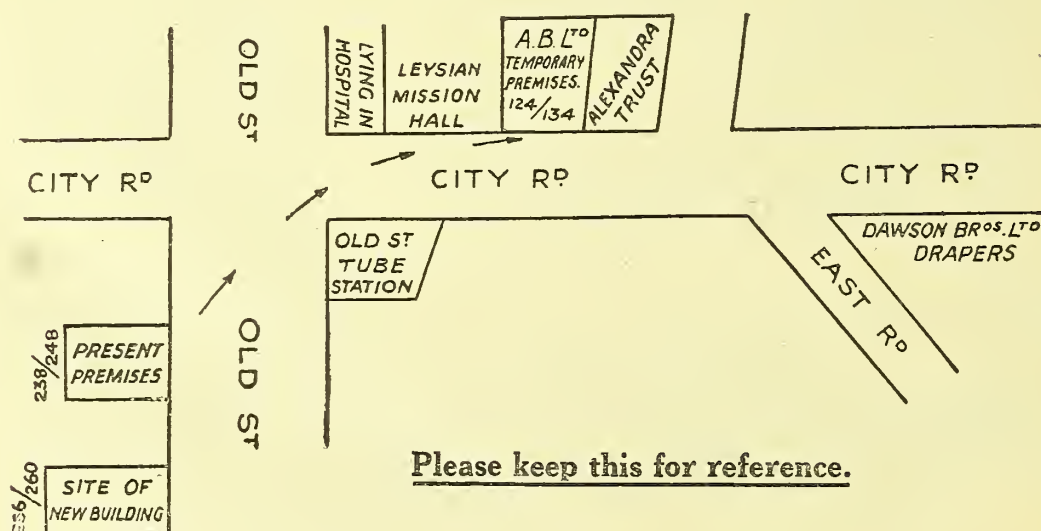 OLD ST
LYING IN
HOSPITAL
LEYSIAN
MISSION
HALL
A.B. LTD
TEMPORARY
PREMISES.
124/134
ALEXANDRA
TRUST
CITY RD
CITY RD
CITY RD
OLD ST
TUBE
STATION
DAWSON BROS. LTD
DRAPERS
EAST RD
238/248
PRESENT
PREMISES
OLD ST
Please keep this for reference.
SITE OF
NEW BUILDING